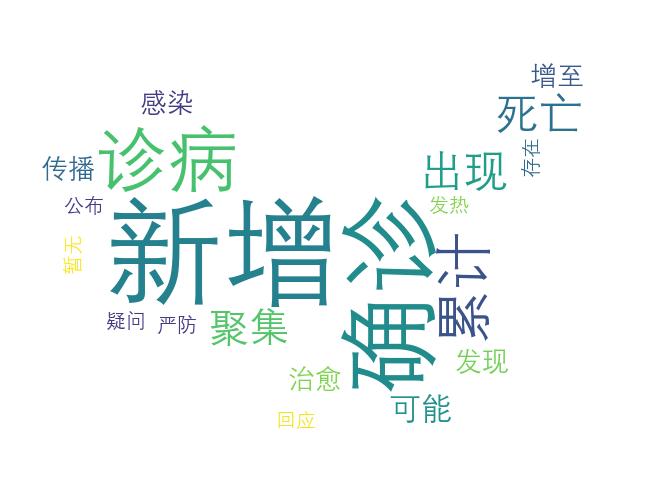 增至
感染
死亡
诊病
存在
传播
出现
公布
发热
新增
确诊
累计
暂无
疑问
严防
聚集
发现
治愈
可能
回应